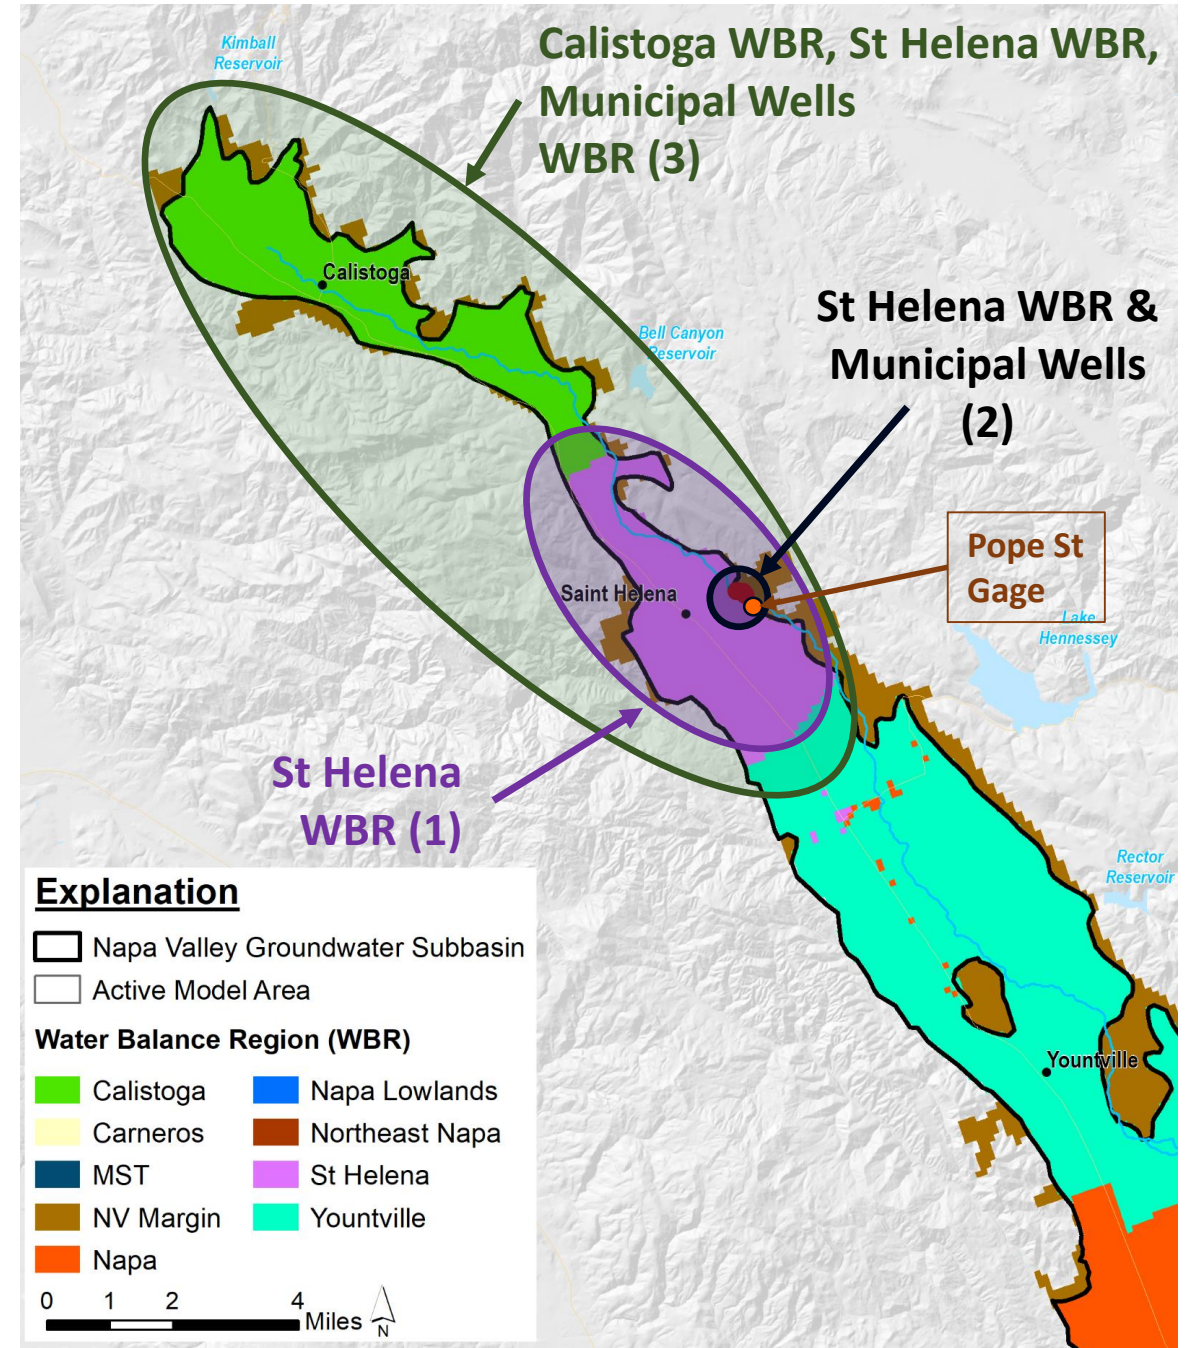 Kimball
Reservoir
Calistoga WBR, St Helena WBR,
Municipal Wells
WBR (3)
Calistoga
Bell Canyon
Reservoir
St Helena WBR &
Municipal Wells
(2)
Pope St
Gage
Saint Helena
Lake
Hennessey
St Helena
WBR (1)
Rector
Reservoir
Yountville
Explanation
Napa Valley Groundwater Subbasin
Active Model Area
Water Balance Region (WBR)
Calistoga
Carneros
MST
NV Margin
Napa
Napa Lowlands
Northeast Napa
St Helena
Yountville
0 1 2 4
Miles
N